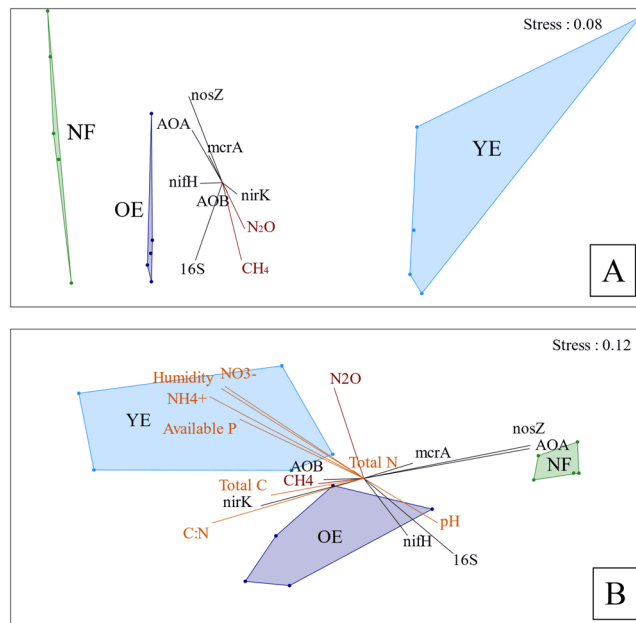 Stress : 0.08
nosZ
AOA
NF
mcrA
YE
nifH
nirK
AOB
OE
N₂O
16S
CH₄
A
Stress : 0.12
N2O
Humidity
NO3-
NH4+
YE
Available P
nosZ
AOA
mcrA
Total N
NF
AOB
CH4
Total C
nirK
pH
C:N
OE
nifH
16S
B